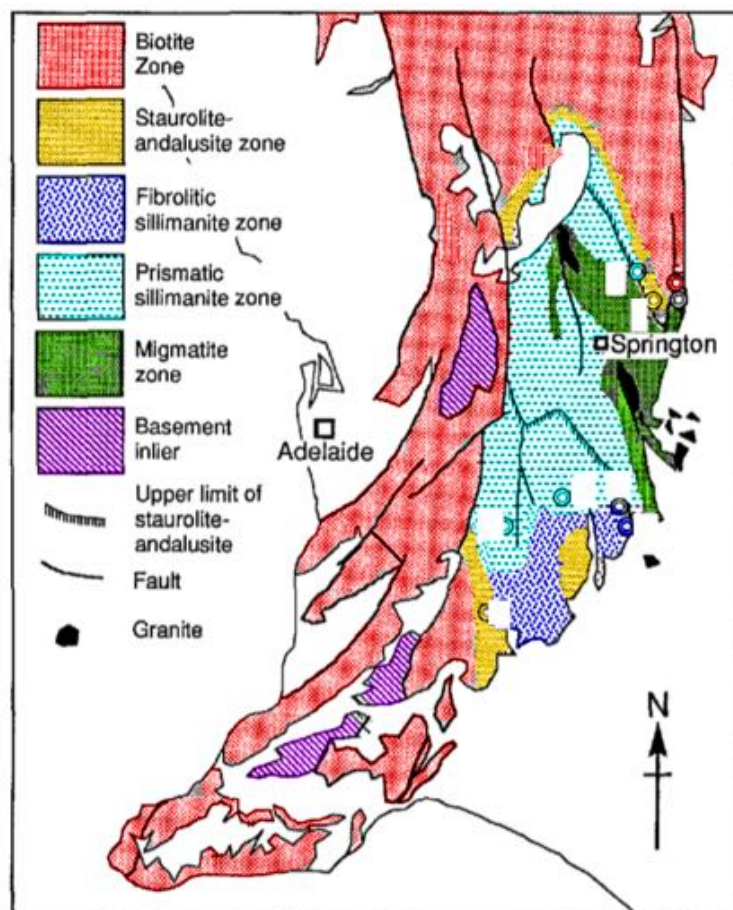 Biotite
Zone
Staurolite-
andalusite zone
Fibrolitic
sillimanite zone
Prismatic
sillimanite zone
Migmatite
zone
Basement
inlier
Upper limit of
staurolite-
andalusite
Fault
Granite
Springton
Adelaide
N